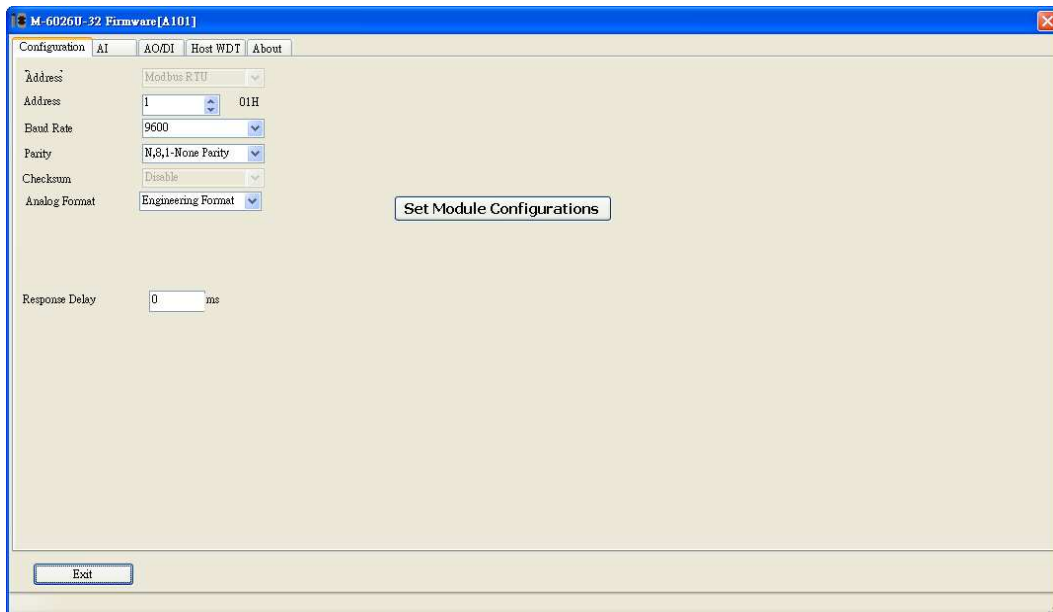 M-6026U-32 Firmware[A101]
Configuration AI AO/DI Host WDT About
Address Modbus RTU
Address 1 01H
Baud Rate 9600
Parity N,8,1-None Parity
Checksum Disable
Analog Format Engineering Format
Set Module Configurations
Response Delay 0 ms
Exit